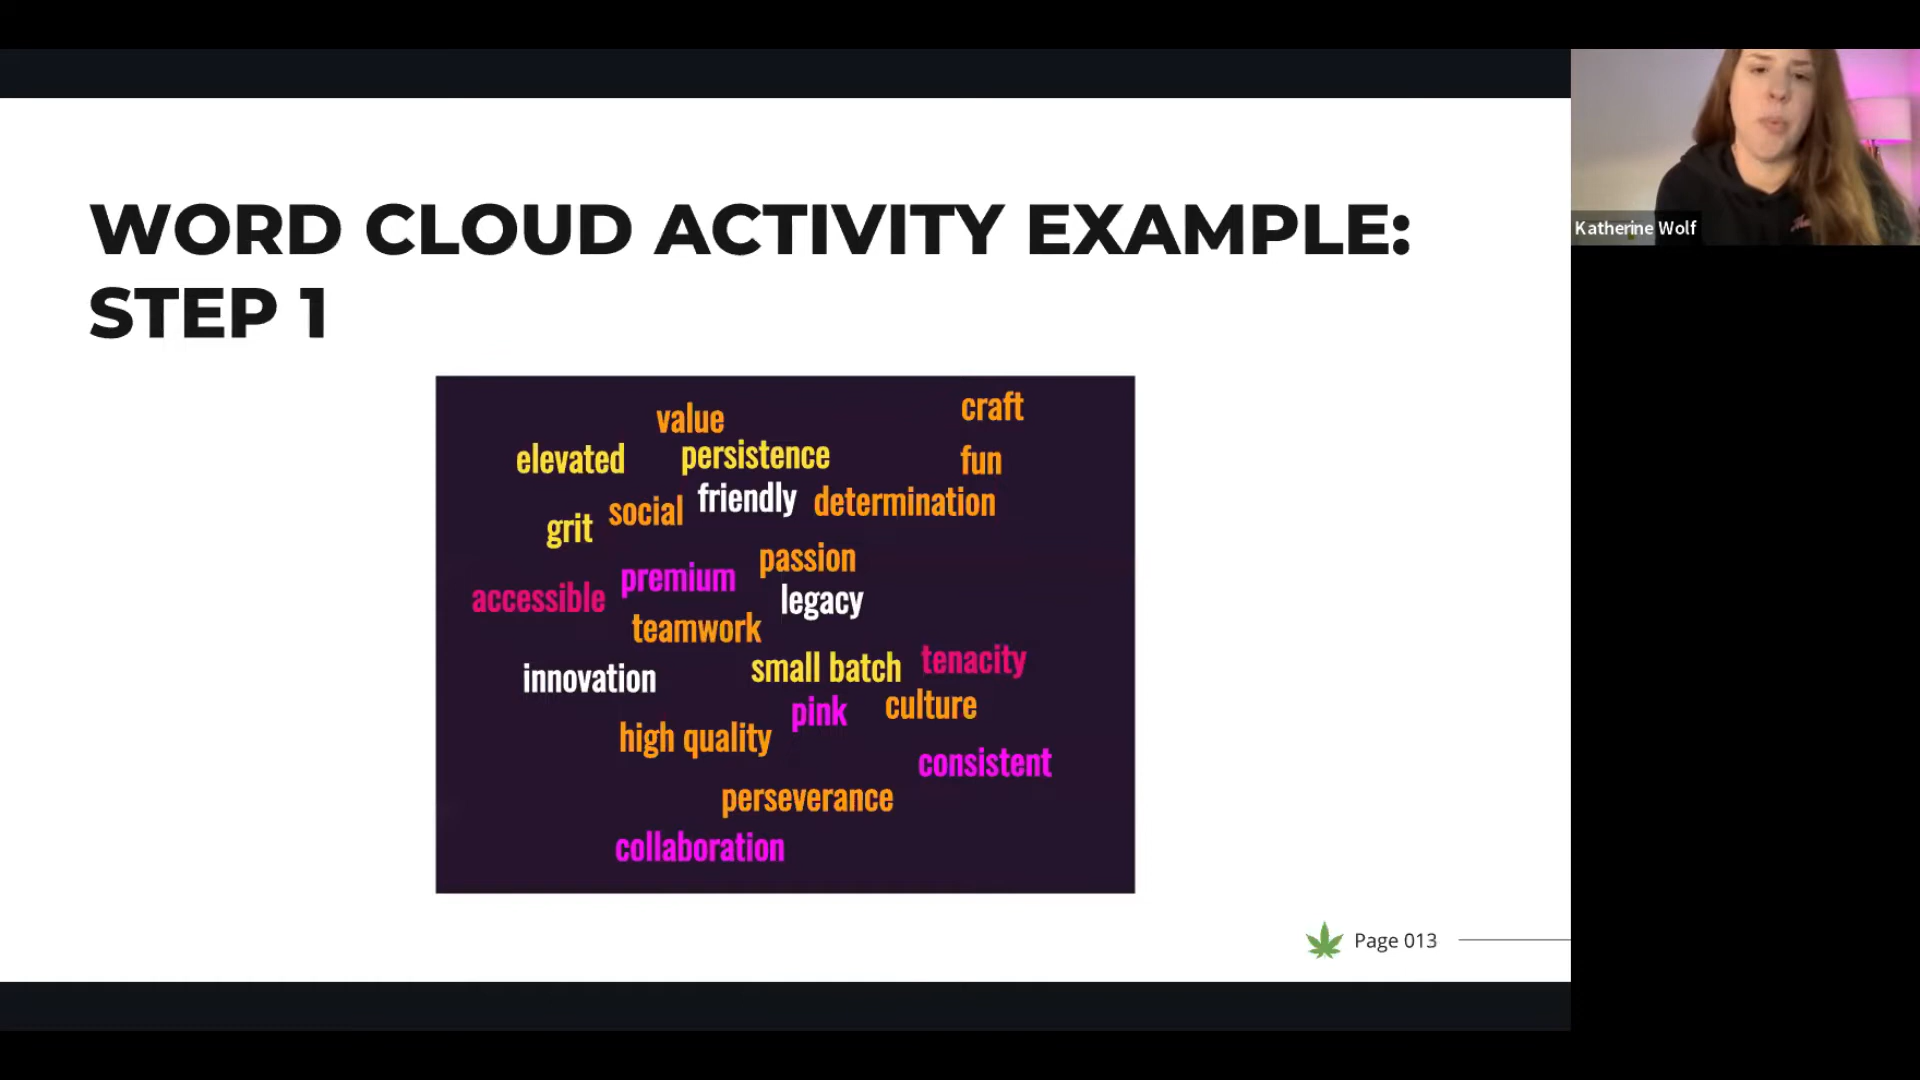 WORD CLOUD ACTIVITY EXAMPLE:
STEP 1
value
craft
elevated
persistence
fun
grit
social
friendly
determination
passion
accessible
premium
legacy
teamwork
innovation
small batch
tenacity
pink
culture
high quality
consistent
perseverance
collaboration
Page 013
Katherine Wolf